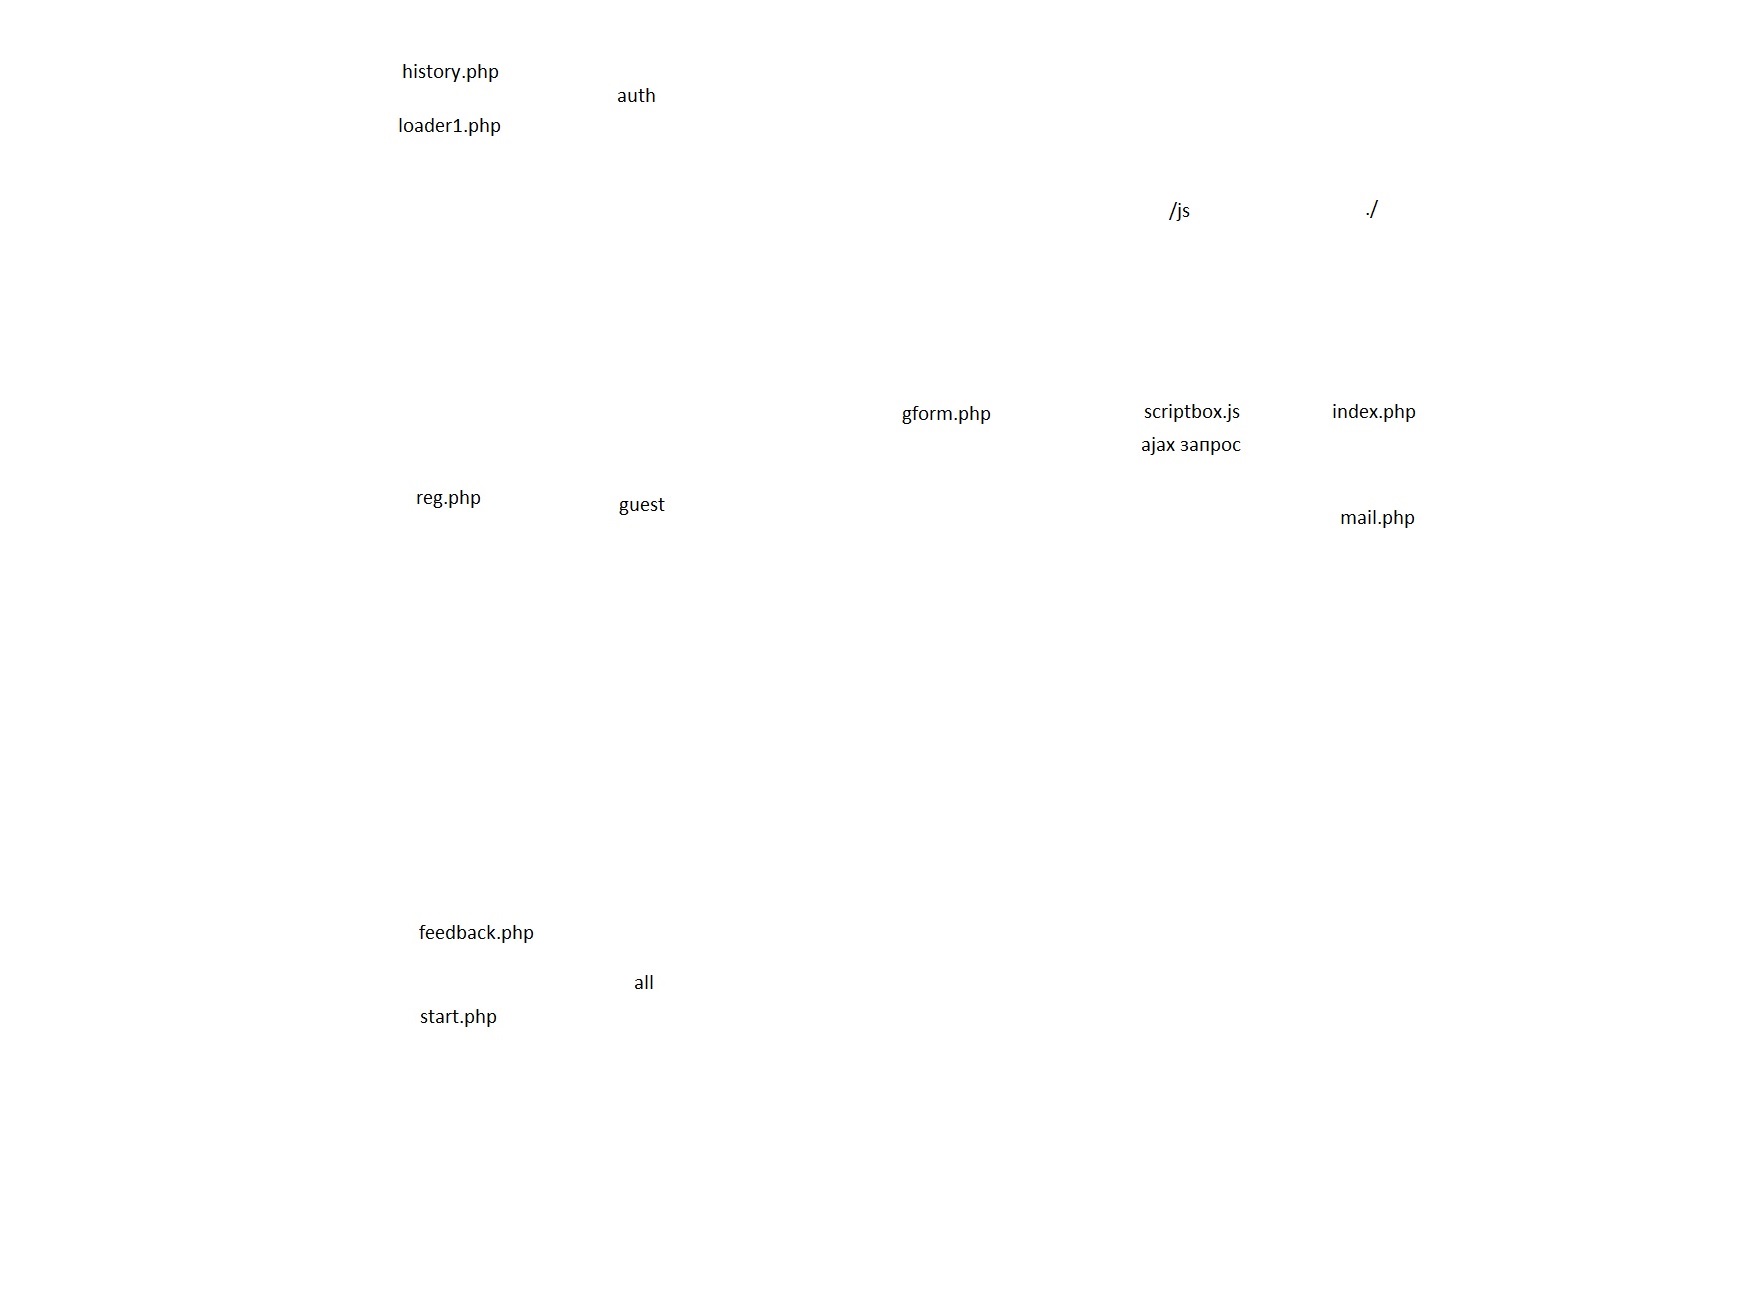 history.php
auth
loader1.php
/js
./
gform.php
scriptbox.js
index.php
ajax запрос
reg.php
guest
mail.php
feedback.php
all
start.php